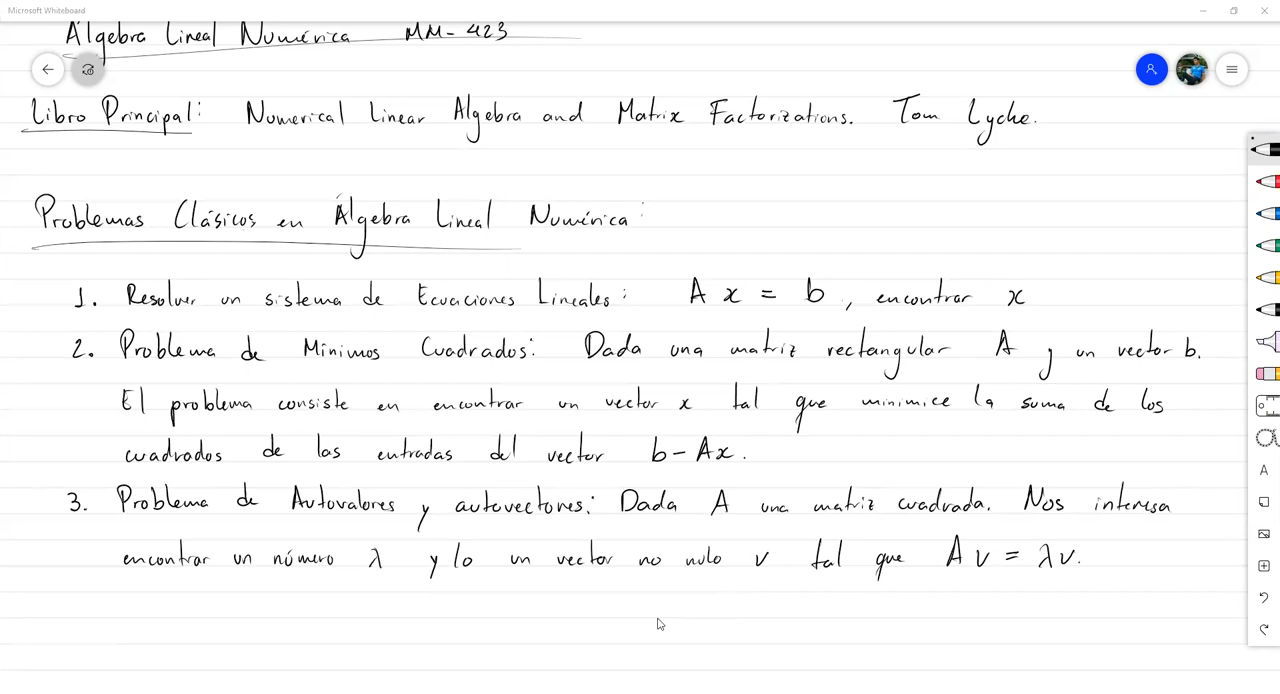 Microsoft Whiteboard
Álgebra Lineal Numérica MM-423
Libro Principal: Numerical Linear Algebra and Matrix Factorizations. Tom Lyche.
Problemas Clásicos en Álgebra Lineal Numérica:
1. Resolver un sistema de Ecuaciones Lineales: A x = b, encontrar x
2. Problema de Mínimos Cuadrados: Dada una matriz rectangular A y un vector b.
El problema consiste en encontrar un vector x tal que minimice la suma de los
cuadrados de las entradas del vector b-Ax.
3. Problema de Autovalores y autovectores: Dada A una matriz cuadrada. Nos interesa
encontrar un número λ y/o un vector no nulo v tal que A v = λv.
A